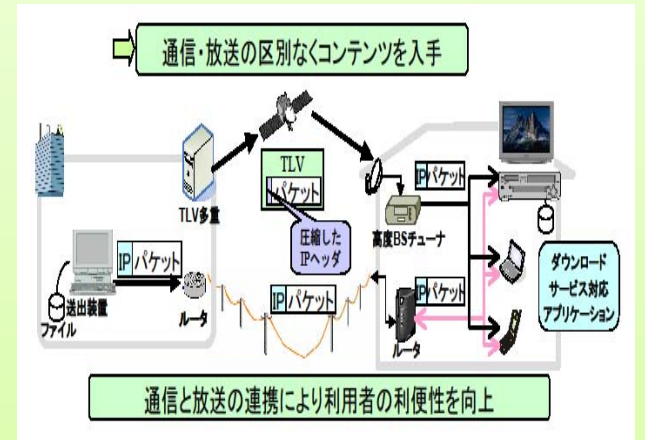 通信・放送の区別なくコンテンツを入手
TLV
パケット
圧縮した
IPヘッダ
TLV多重
IPパケット
高度BSチューナ
IPパケット
送出装置
ファイル
ルータ
IPパケット
IPパケット
ルータ
ダウンロード
サービス対応
アプリケーション
通信と放送の連携により利用者の利便性を向上